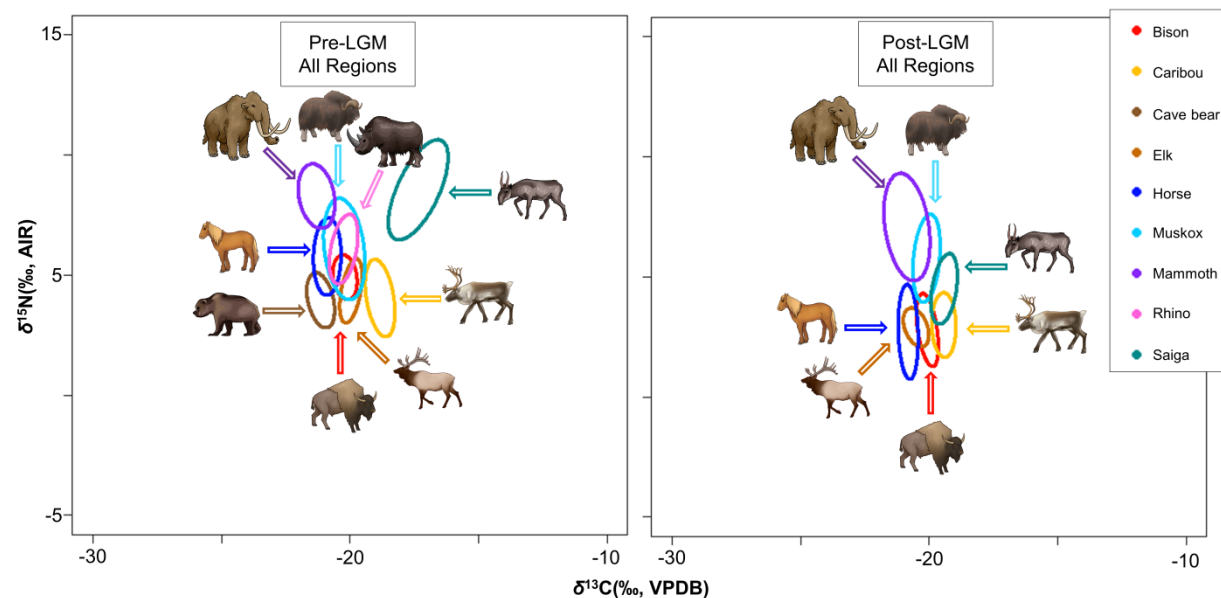 Pre-LGM
All Regions
Post-LGM
All Regions
15
10
5
-5
δ¹⁵N(‰, AIR)
-30
-20
-10
-30
-20
-10
δ¹³C(‰, VPDB)
Bison
Caribou
Cave bear
Elk
Horse
Muskox
Mammoth
Rhino
Saiga